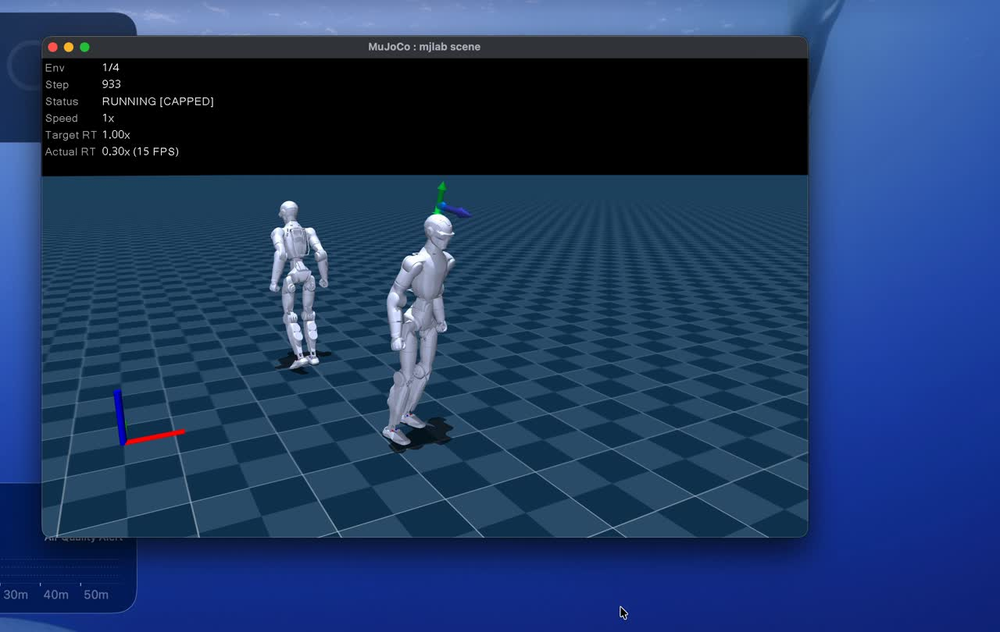 MuJoCo : mjlab scene
Env 1/4
Step 933
Status RUNNING [CAPPED]
Speed 1x
Target RT 1.00x
Actual RT 0.30x (15 FPS)
Air Quality Alert
30m 40m 50m